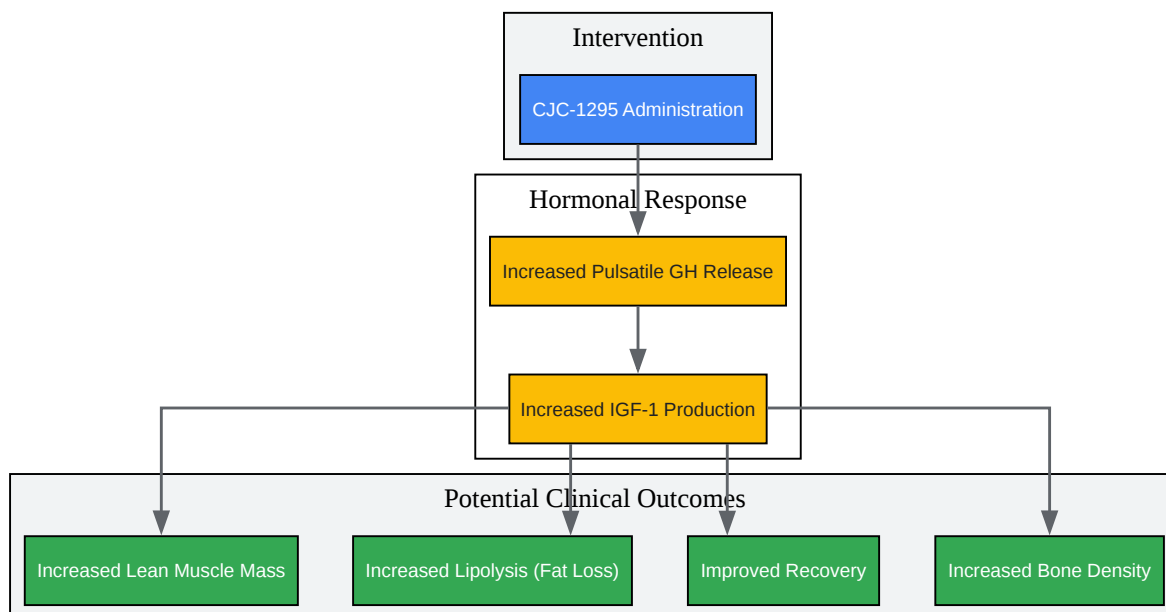 Intervention
CJC-1295 Administration
Hormonal Response
Increased Pulsatile GH Release
Increased IGF-1 Production
Potential Clinical Outcomes
Increased Lean Muscle Mass
Increased Lipolysis (Fat Loss)
Improved Recovery
Increased Bone Density